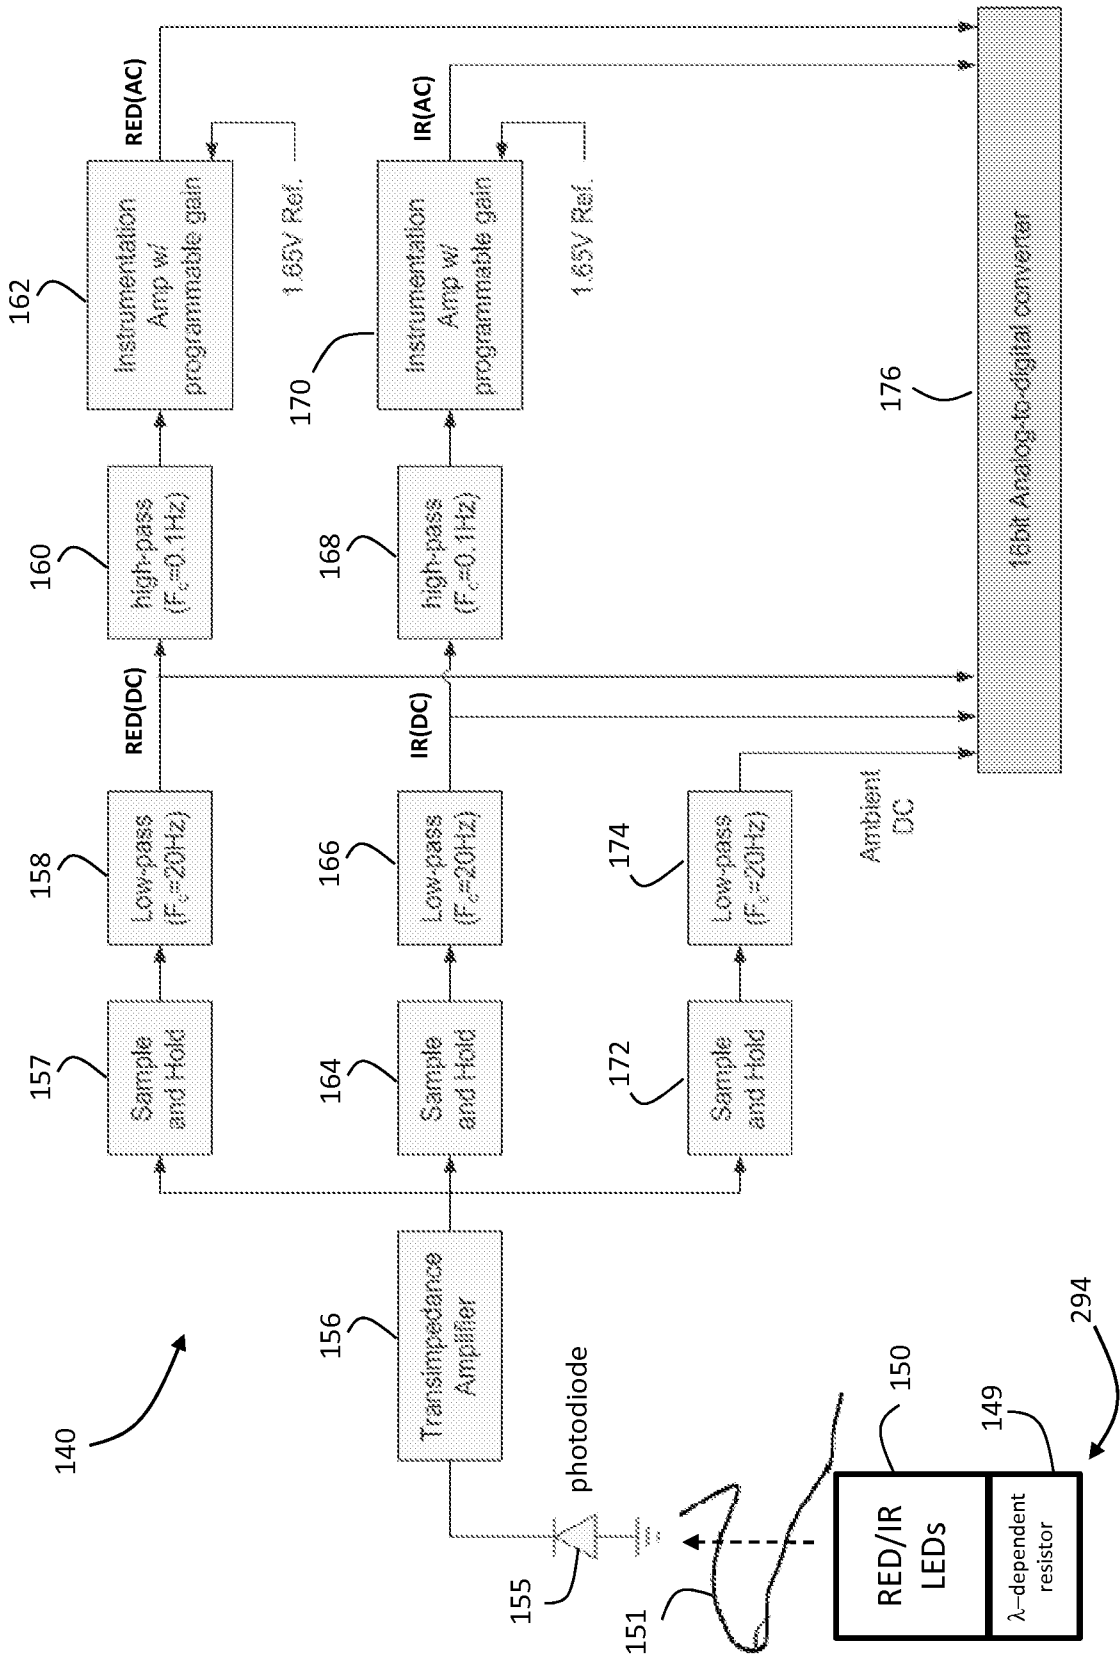 140
162
Instrumentation
Amp w/
programmable gain
RED(AC)
1.65V Ref.
160
high-pass
(Fc=0.1Hz)
RED(DC)
158
Low-pass
(Fc=20Hz)
157
Sample
and Hold
170
Instrumentation
Amp w/
programmable gain
IR(AC)
1.65V Ref.
168
high-pass
(Fc=0.1Hz)
IR(DC)
166
Low-pass
(Fc=20Hz)
164
Sample
and Hold
156
Transimpedance
Amplifier
174
Low-pass
(Fc=20Hz)
172
Sample
and Hold
Ambient
DC
176
16bit Analog-to-digital converter
photodiode
155
151
RED/IR
LEDs
150
λ–dependent
resistor
149
294